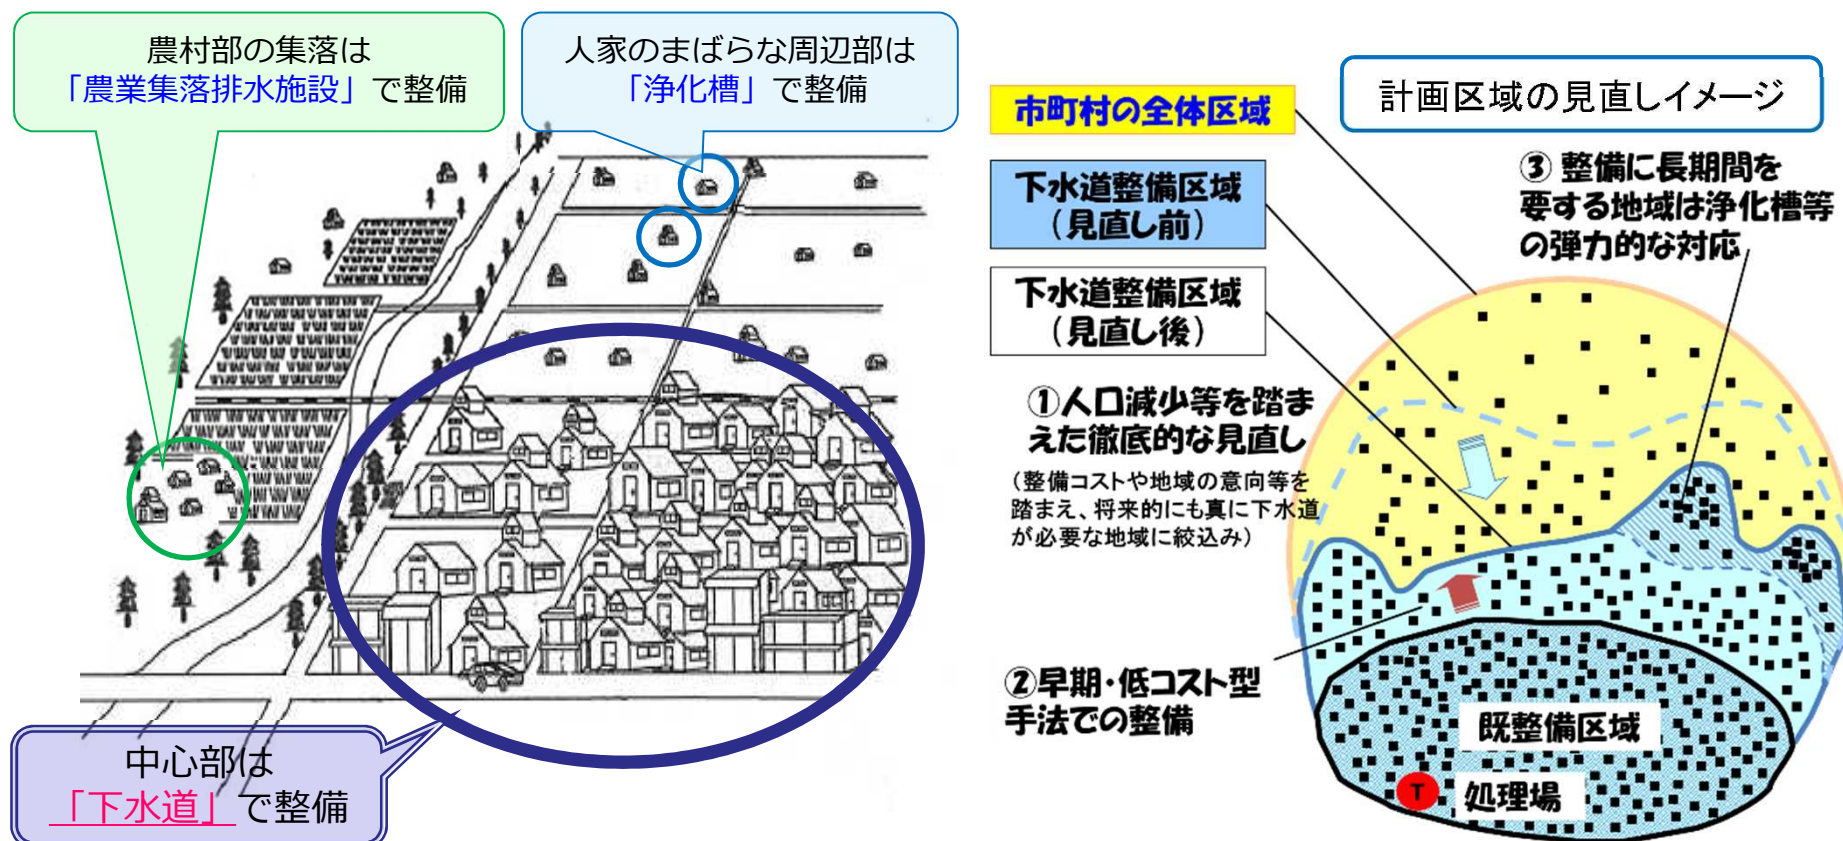 農村部の集落は
「農業集落排水施設」で整備
人家のまばらな周辺部は
「浄化槽」で整備
中心部は
「下水道」で整備
計画区域の見直しイメージ
市町村の全体区域
下水道整備区域
(見直し前)
下水道整備区域
(見直し後)
③ 整備に長期間を
要する地域は浄化槽等
の弾力的な対応
①人口減少等を踏ま
えた徹底的な見直し
(整備コストや地域の意向等を
踏まえ、将来的にも真に下水道
が必要な地域に絞込み)
②早期・低コスト型
手法での整備
既整備区域
T 処理場